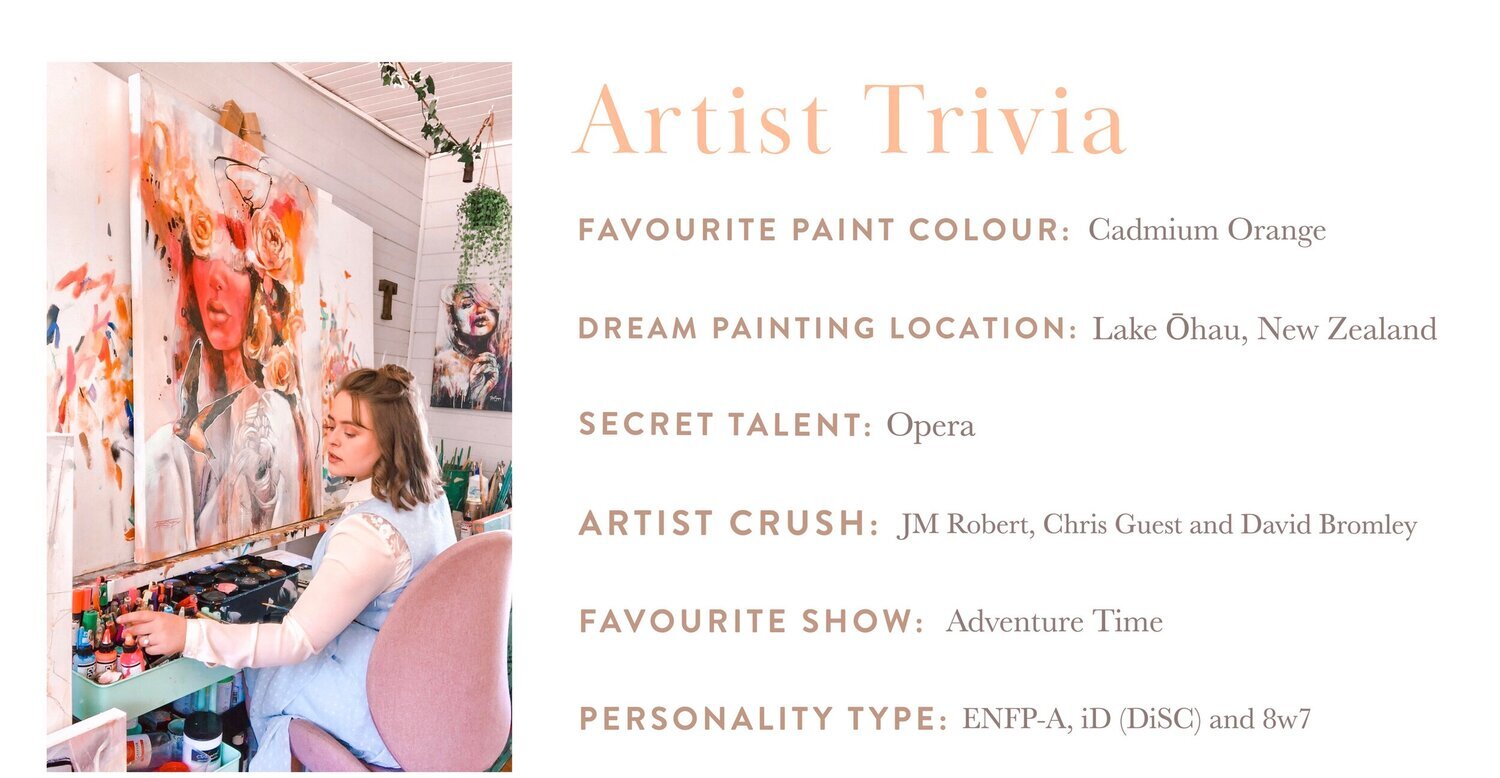 Artist Trivia
FAVOURITE PAINT COLOUR: Cadmium Orange
DREAM PAINTING LOCATION: Lake Ōhau, New Zealand
SECRET TALENT: Opera
ARTIST CRUSH: JM Robert, Chris Guest and David Bromley
FAVOURITE SHOW: Adventure Time
PERSONALITY TYPE: ENFP-A, iD (DiSC) and 8w7
T